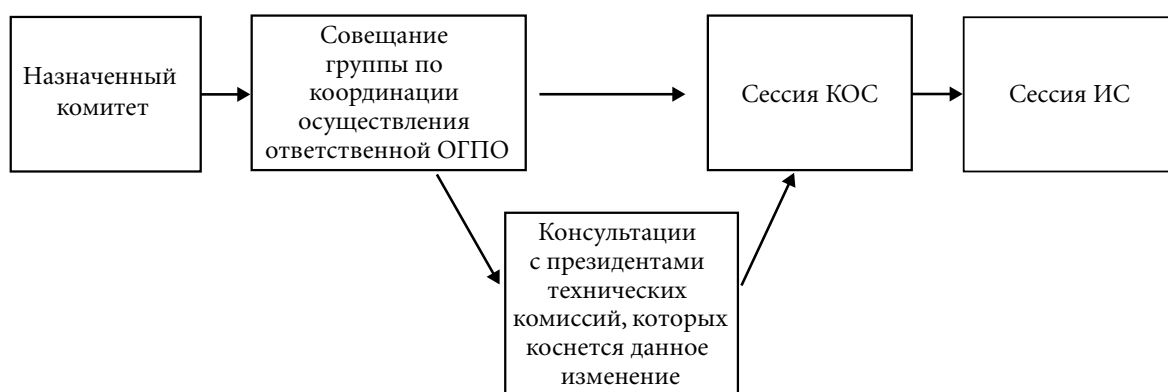 Назначенный
комитет
Совещание
группы по
координации
осуществления
ответственной ОГПО
Сессия КОС
Сессия ИС
Консультации
с президентами
технических
комиссий, которых
коснется данное
изменение